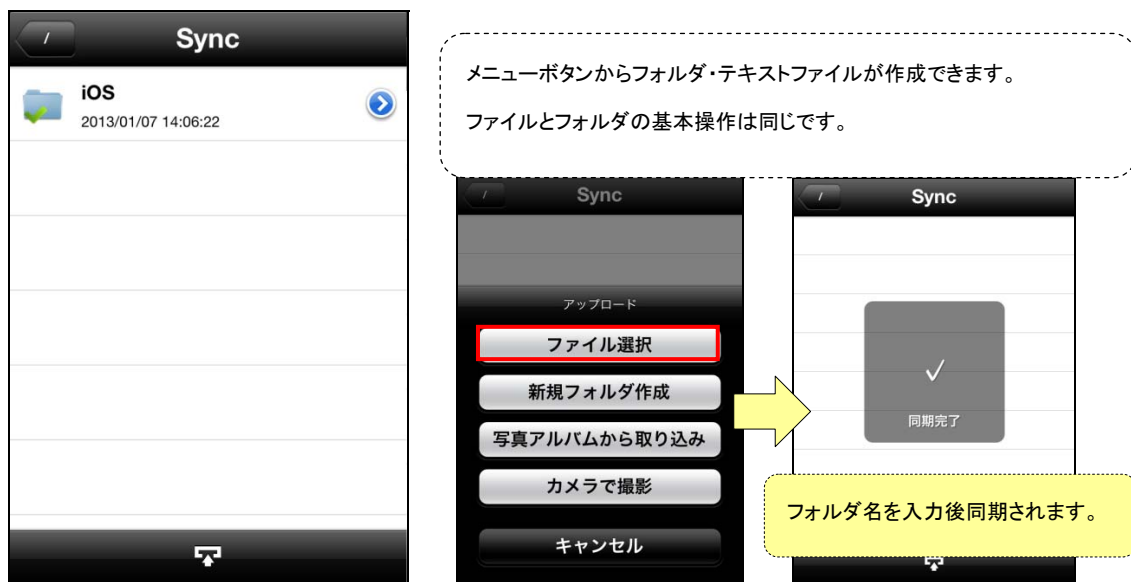 /
Sync
iOS
2013/01/07 14:06:22
メニューボタンからフォルダ・テキストファイルが作成できます。
ファイルとフォルダの基本操作は同じです。
/
Sync
アップロード
ファイル選択
新規フォルダ作成
写真アルバムから取り込み
カメラで撮影
キャンセル
/
Sync
同期完了
フォルダ名を入力後同期されます。